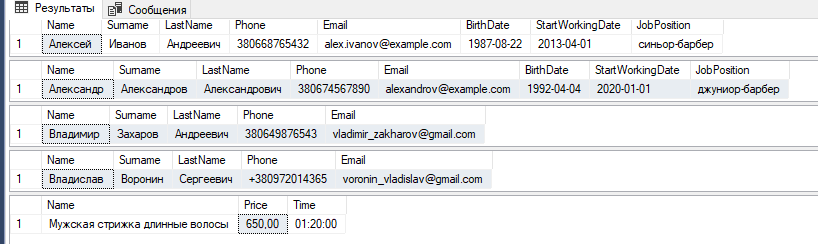 Результаты Сообщения
Name Surname LastName Phone Email BirthDate StartWorkingDate JobPosition
1 Алексей Иванов Андреевич 380668765432 alex.ivanov@example.com 1987-08-22 2013-04-01 синьор-барбер
Name Surname LastName Phone Email BirthDate StartWorkingDate JobPosition
1 Александр Александров Александрович 380674567890 alexandrov@example.com 1992-04-04 2020-01-01 джуниор-барбер
Name Surname LastName Phone Email
1 Владимир Захаров Андреевич 380649876543 vladimir_zakharov@gmail.com
Name Surname LastName Phone Email
1 Владислав Воронин Сергеевич +380972014365 voronin_vladislav@gmail.com
Name Price Time
1 Мужская стрижка длинные волосы 650,00 01:20:00